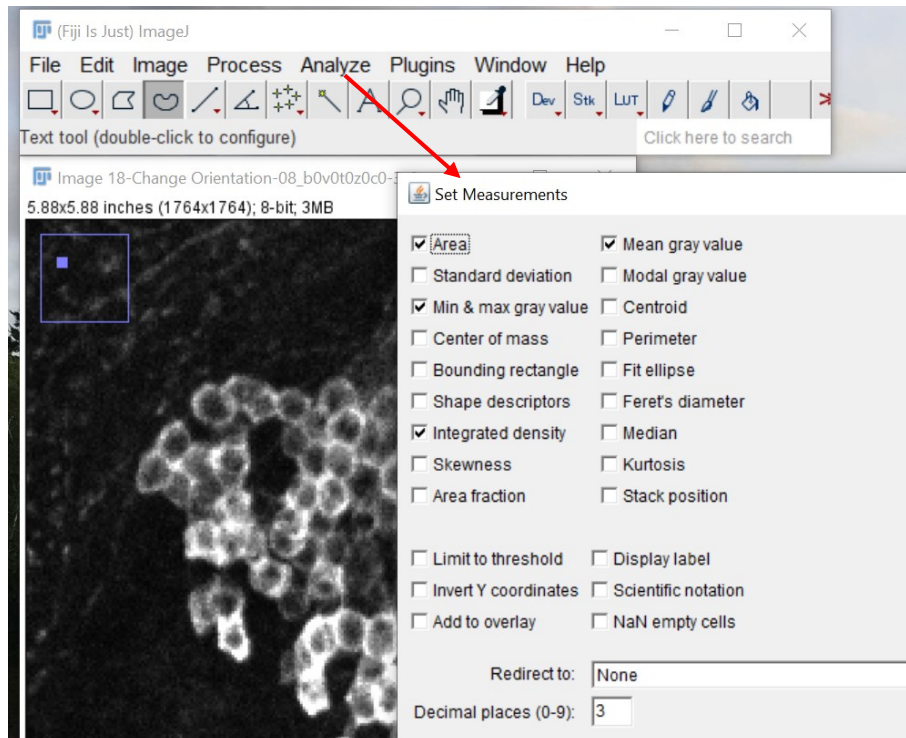 (Fiji Is Just) ImageJ
File Edit Image Process Analyze Plugins Window Help
A Dev Stk LUT
Text tool (double-click to configure) Click here to search
Image 18-Change Orientation-08_b0v0t0z0c0-
5.88x5.88 inches (1764x1764); 8-bit; 3MB
Set Measurements
Area Mean gray value
Standard deviation Modal gray value
Min & max gray value Centroid
Center of mass Perimeter
Bounding rectangle Fit ellipse
Shape descriptors Feret's diameter
Integrated density Median
Skewness Kurtosis
Area fraction Stack position
Limit to threshold Display label
Invert Y coordinates Scientific notation
Add to overlay NaN empty cells
Redirect to: None
Decimal places (0-9): 3